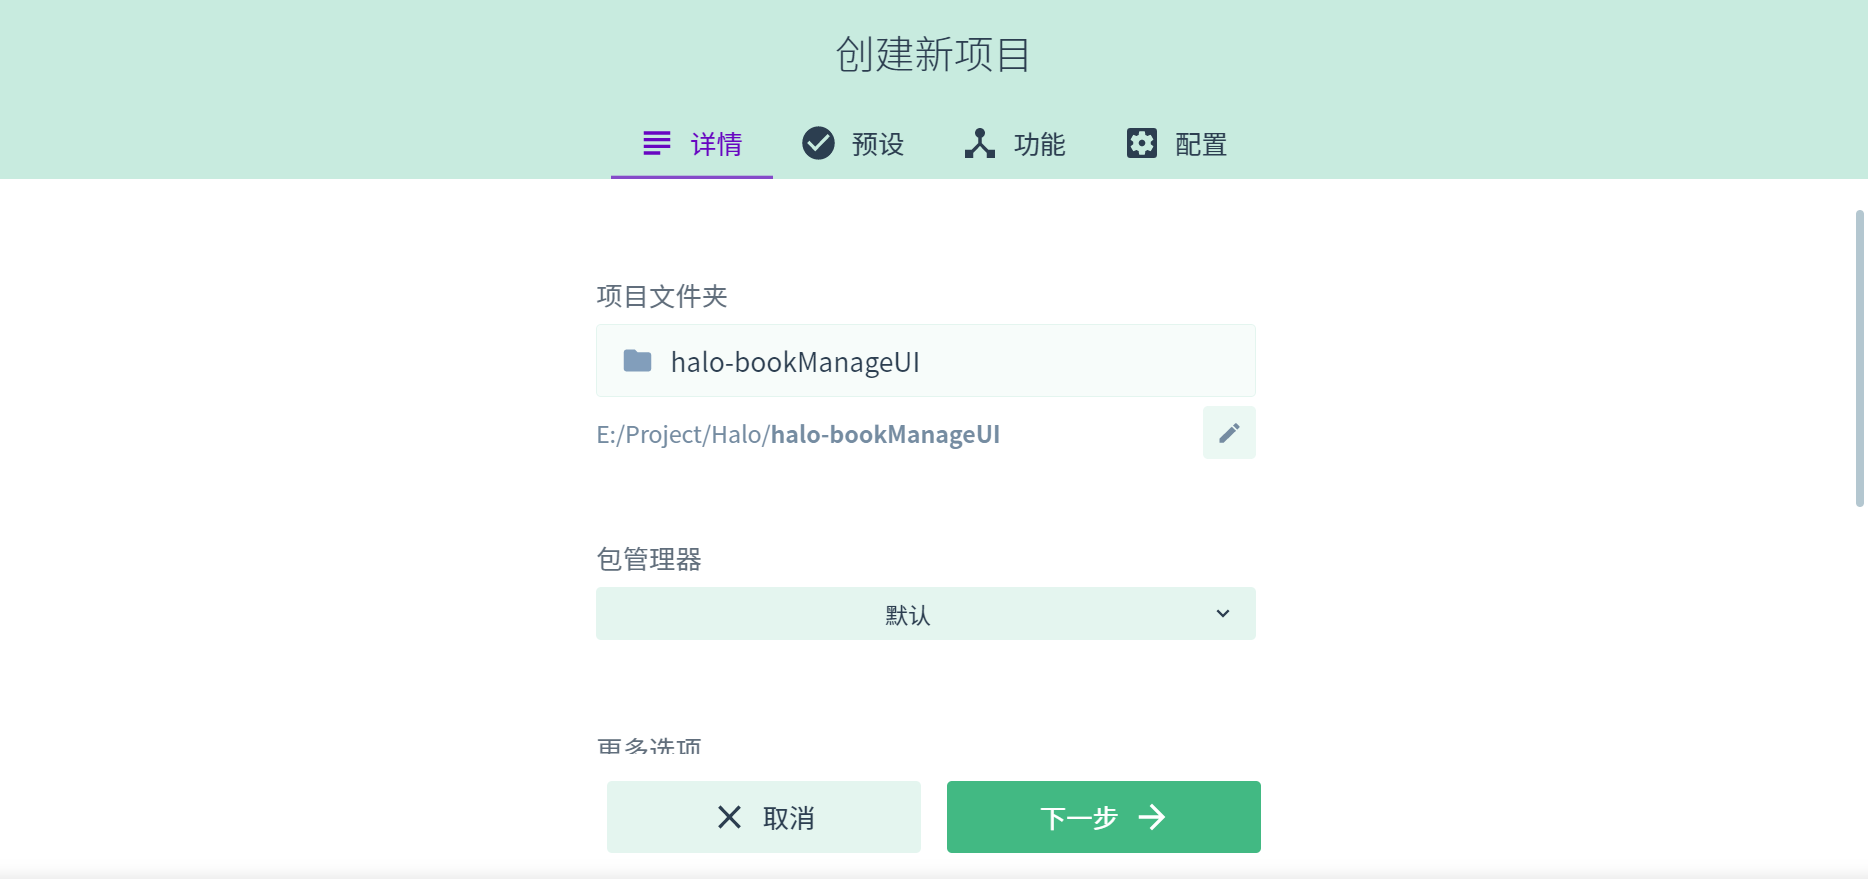 创建新项目
详情 预设 功能 配置
项目文件夹
halo-bookManageUI
E:/Project/Halo/halo-bookManageUI
包管理器
默认
更多选项
取消 下一步